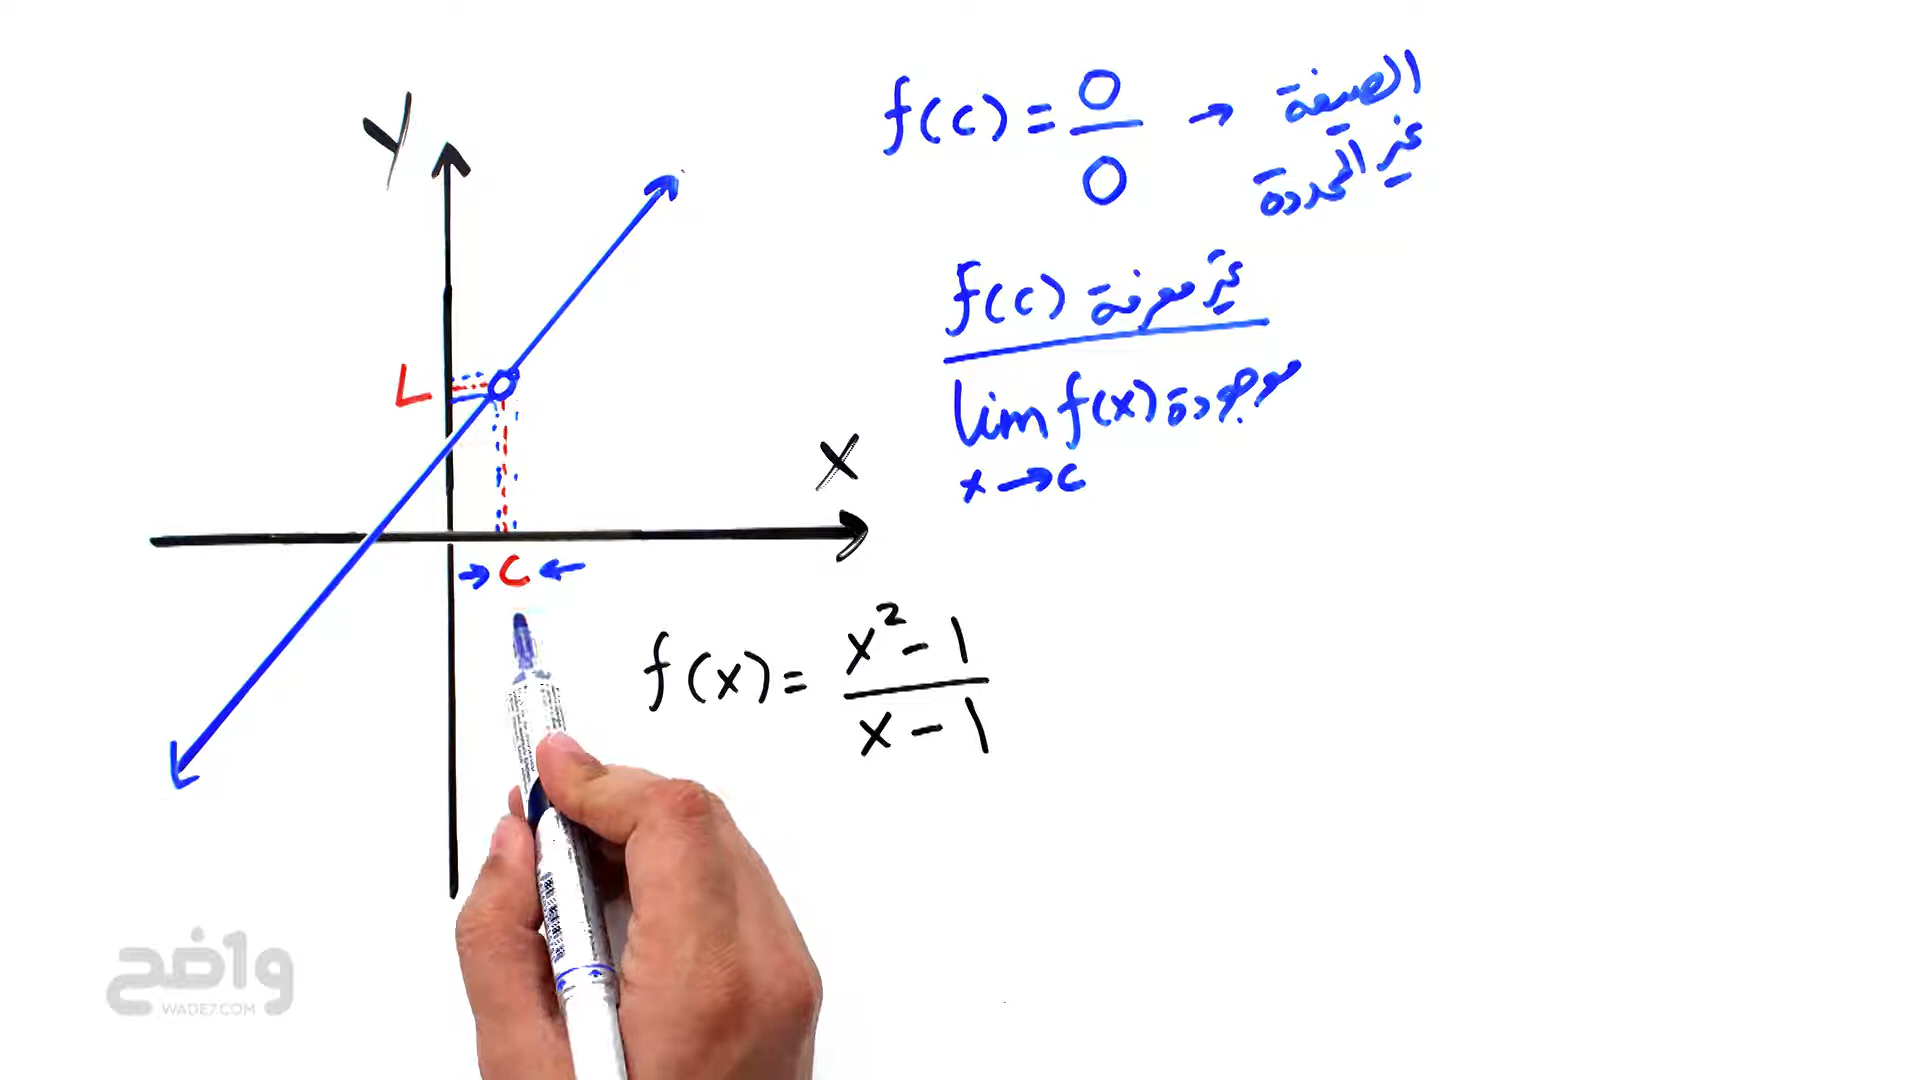 Y
L
X
C
f(c) = 0/0 → الصيغة
غير المحددة
f(c) غير معرفة
lim f(x) موجودة
x→c
f(x) = x² - 1 / x - 1
واضح
WADE7.COM